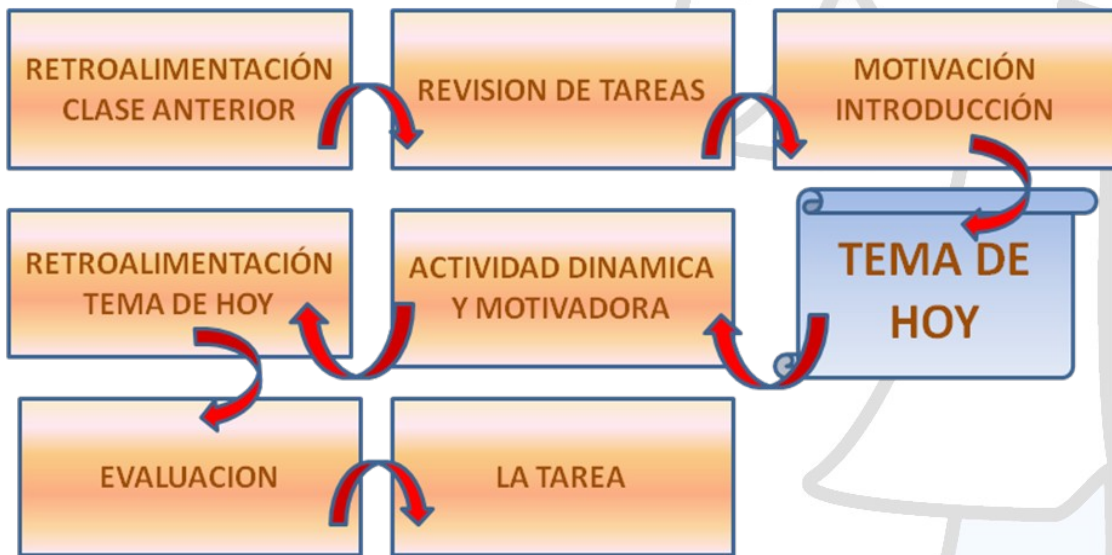 RETROALIMENTACIÓN
CLASE ANTERIOR
REVISION DE TAREAS
MOTIVACIÓN
INTRODUCCIÓN
TEMA DE
HOY
ACTIVIDAD DINAMICA
Y MOTIVADORA
RETROALIMENTACIÓN
TEMA DE HOY
EVALUACION
LA TAREA